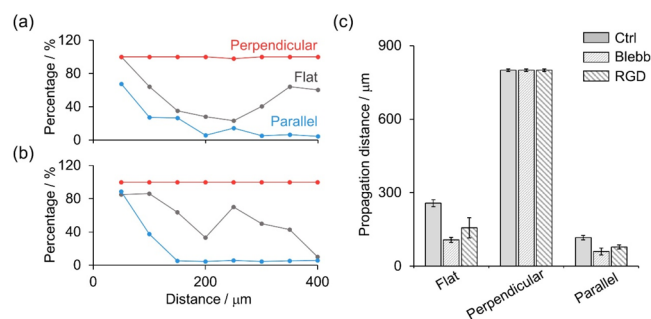 (a)
120
80
40
0
Percentage / %
Perpendicular
Flat
Parallel
(b)
120
80
40
0
Percentage / %
0
200
400
Distance / μm
(c)
900
600
300
0
Propagation distance / μm
Ctrl
Blebb
RGD
Flat
Perpendicular
Parallel